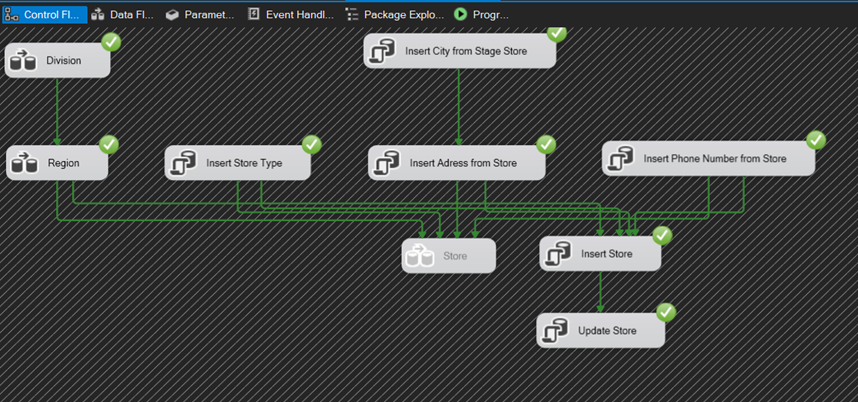 Control Fl...
Data Fl...
Paramet...
Event Handl...
Package Explo...
Progr...
Division
Insert City from Stage Store
Region
Insert Store Type
Insert Adress from Store
Insert Phone Number from Store
Store
Insert Store
Update Store